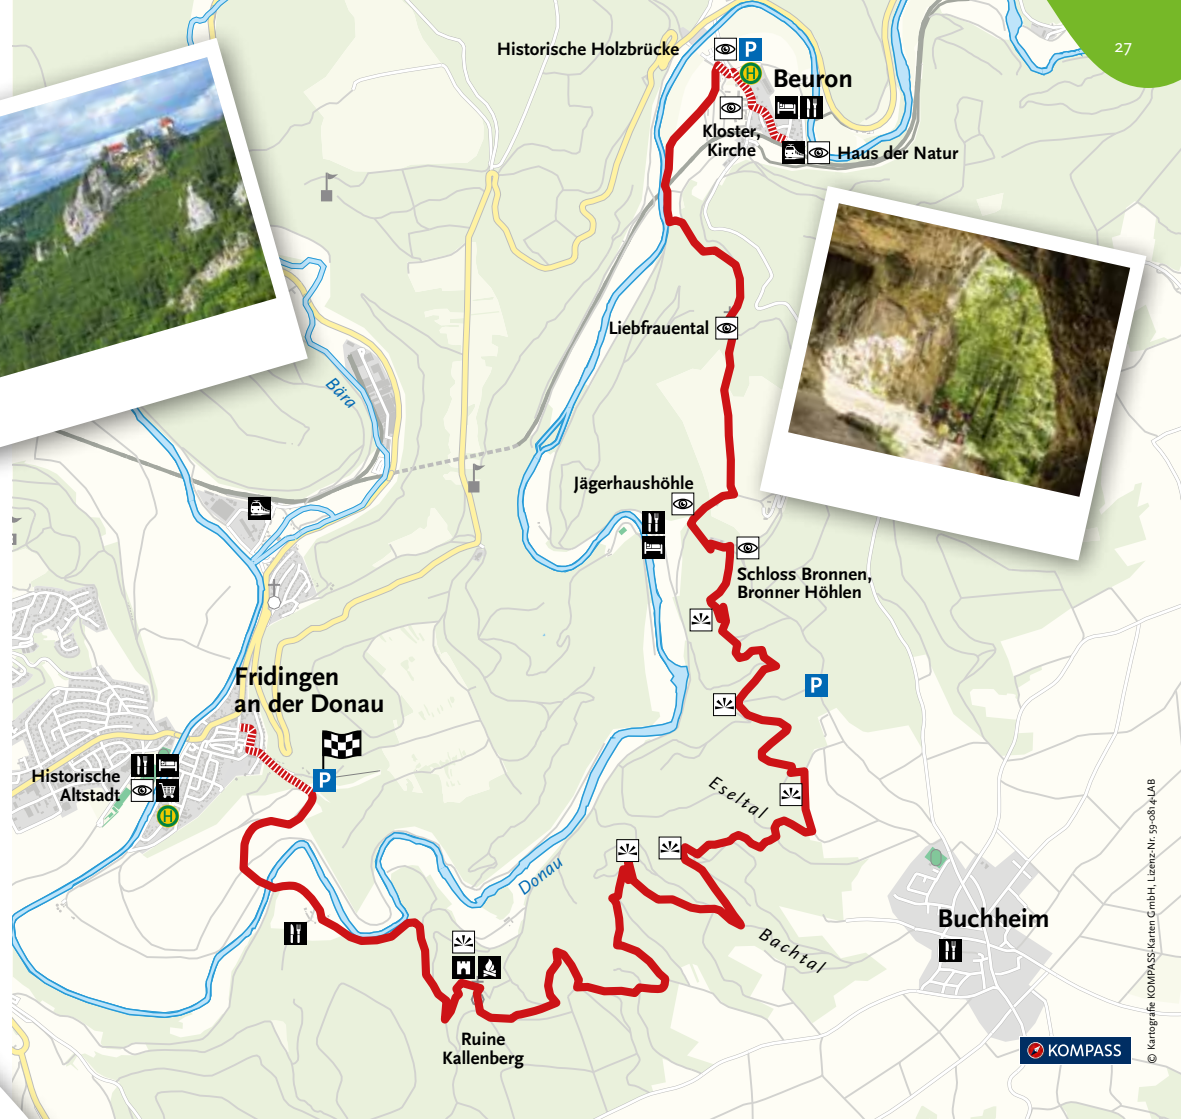 27
Historische Holzbrücke
P
H
Beuron
Kloster,
Kirche
Haus der Natur
Liebfrauental
Bära
Jägerhaushöhle
Schloss Bronnen,
Bronner Höhlen
P
Fridingen
an der Donau
P
Historische
Altstadt
H
Eseltal
Donau
Bachtal
Buchheim
Ruine
Kallenberg
KOMPASS
© Kartografie KOMPASS-Karten GmbH, Lizenz-Nr. 59-0814-LAB